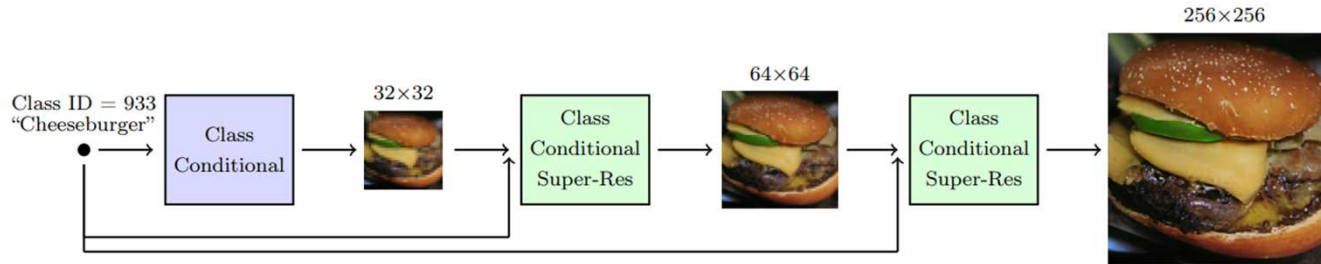 Class ID = 933
“Cheeseburger”
Class
Conditional
32×32
Class
Conditional
Super-Res
64×64
Class
Conditional
Super-Res
256×256